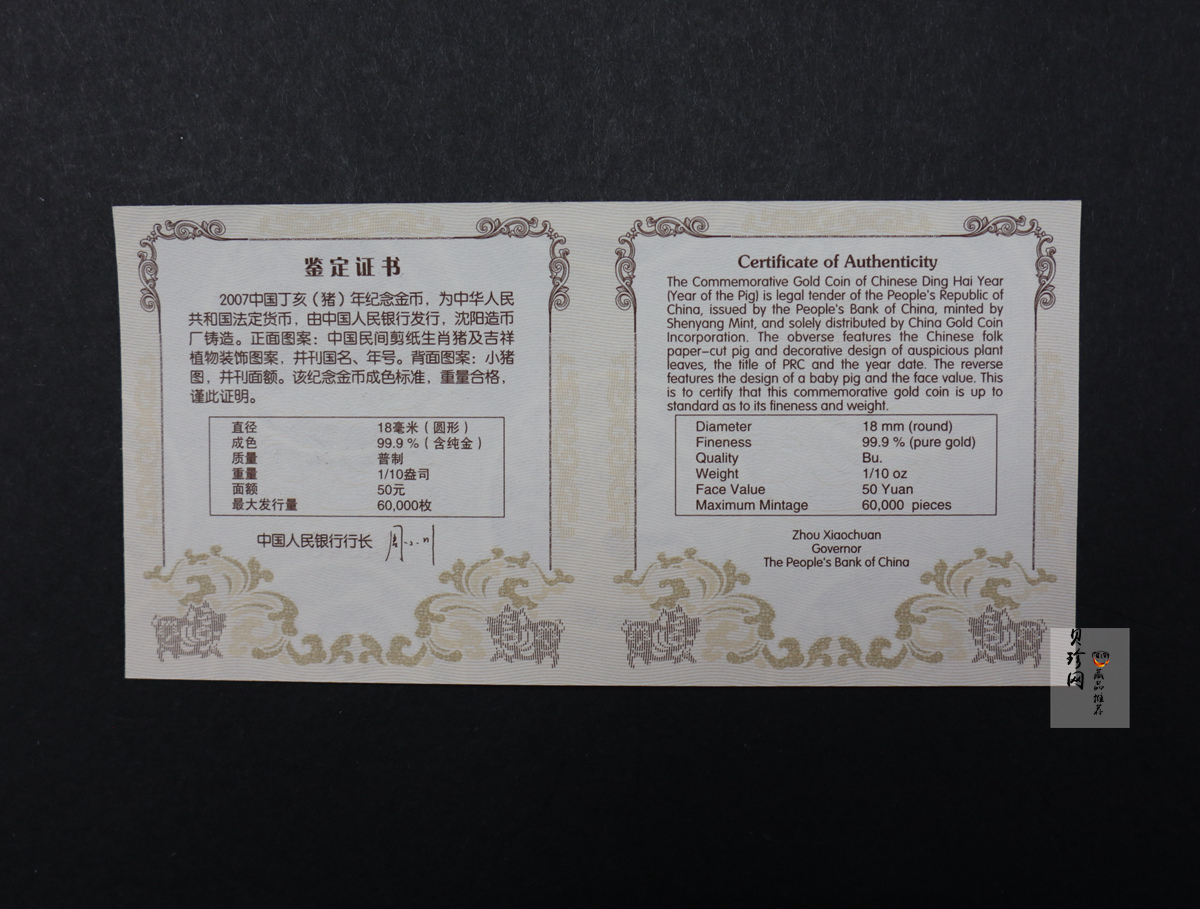 鉴定证书
2007中国丁亥（猪）年纪念金币，为中华人民
共和国法定货币，由中国人民银行发行，沈阳造币
厂铸造。正面图案：中国民间剪纸生肖猪及吉祥
植物装饰图案，并刊国名、年号。背面图案：小猪
图，并刊面额。该纪念金币成色标准，重量合格，
谨此证明。
直径 18毫米（圆形）
成色 99.9％（含纯金）
质量 普制
重量 1/10盎司
面额 50元
最大发行量 60,000枚
中国人民银行行长
Certificate of Authenticity
The Commemorative Gold Coin of Chinese Ding Hai Year
(Year of the Pig) is legal tender of the People's Republic of
China, issued by the People's Bank of China, minted by
Shenyang Mint, and solely distributed by China Gold Coin
Incorporation. The obverse features the Chinese folk
paper-cut pig and decorative design of auspicious plant
leaves, the title of PRC and the year date. The reverse
features the design of a baby pig and the face value. This
is to certify that this commemorative gold coin is up to
standard as to its fineness and weight.
Diameter 18 mm (round)
Fineness 99.9 % (pure gold)
Quality Bu.
Weight 1/10 oz
Face Value 50 Yuan
Maximum Mintage 60,000 pieces
Zhou Xiaochuan
Governor
The People's Bank of China
贝珍网
藏品推荐